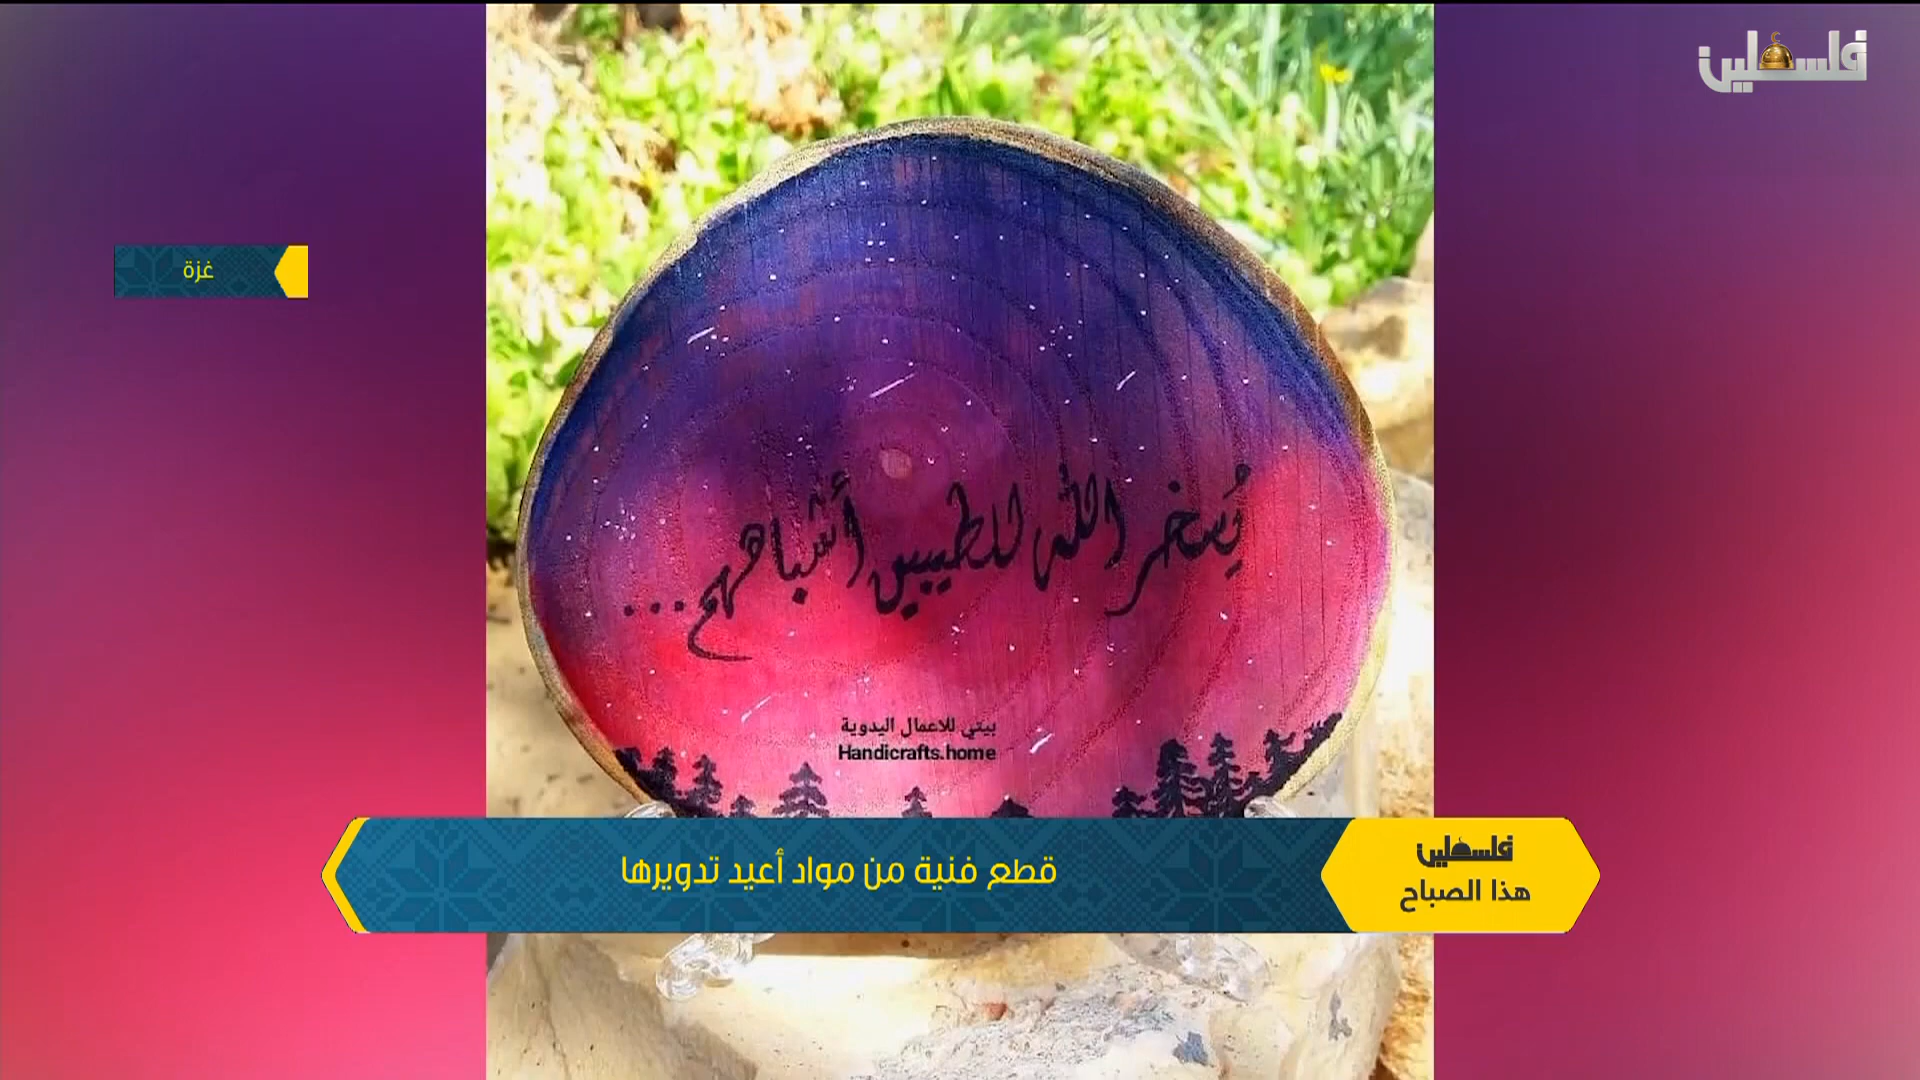 فلسطين
غزة
يُسخر الله للطيبين أشباههم...
بيتي للاعمال اليدوية
Handicrafts.home
فلسطين
هذا الصباح
قطع فنية من مواد أعيد تدويرها